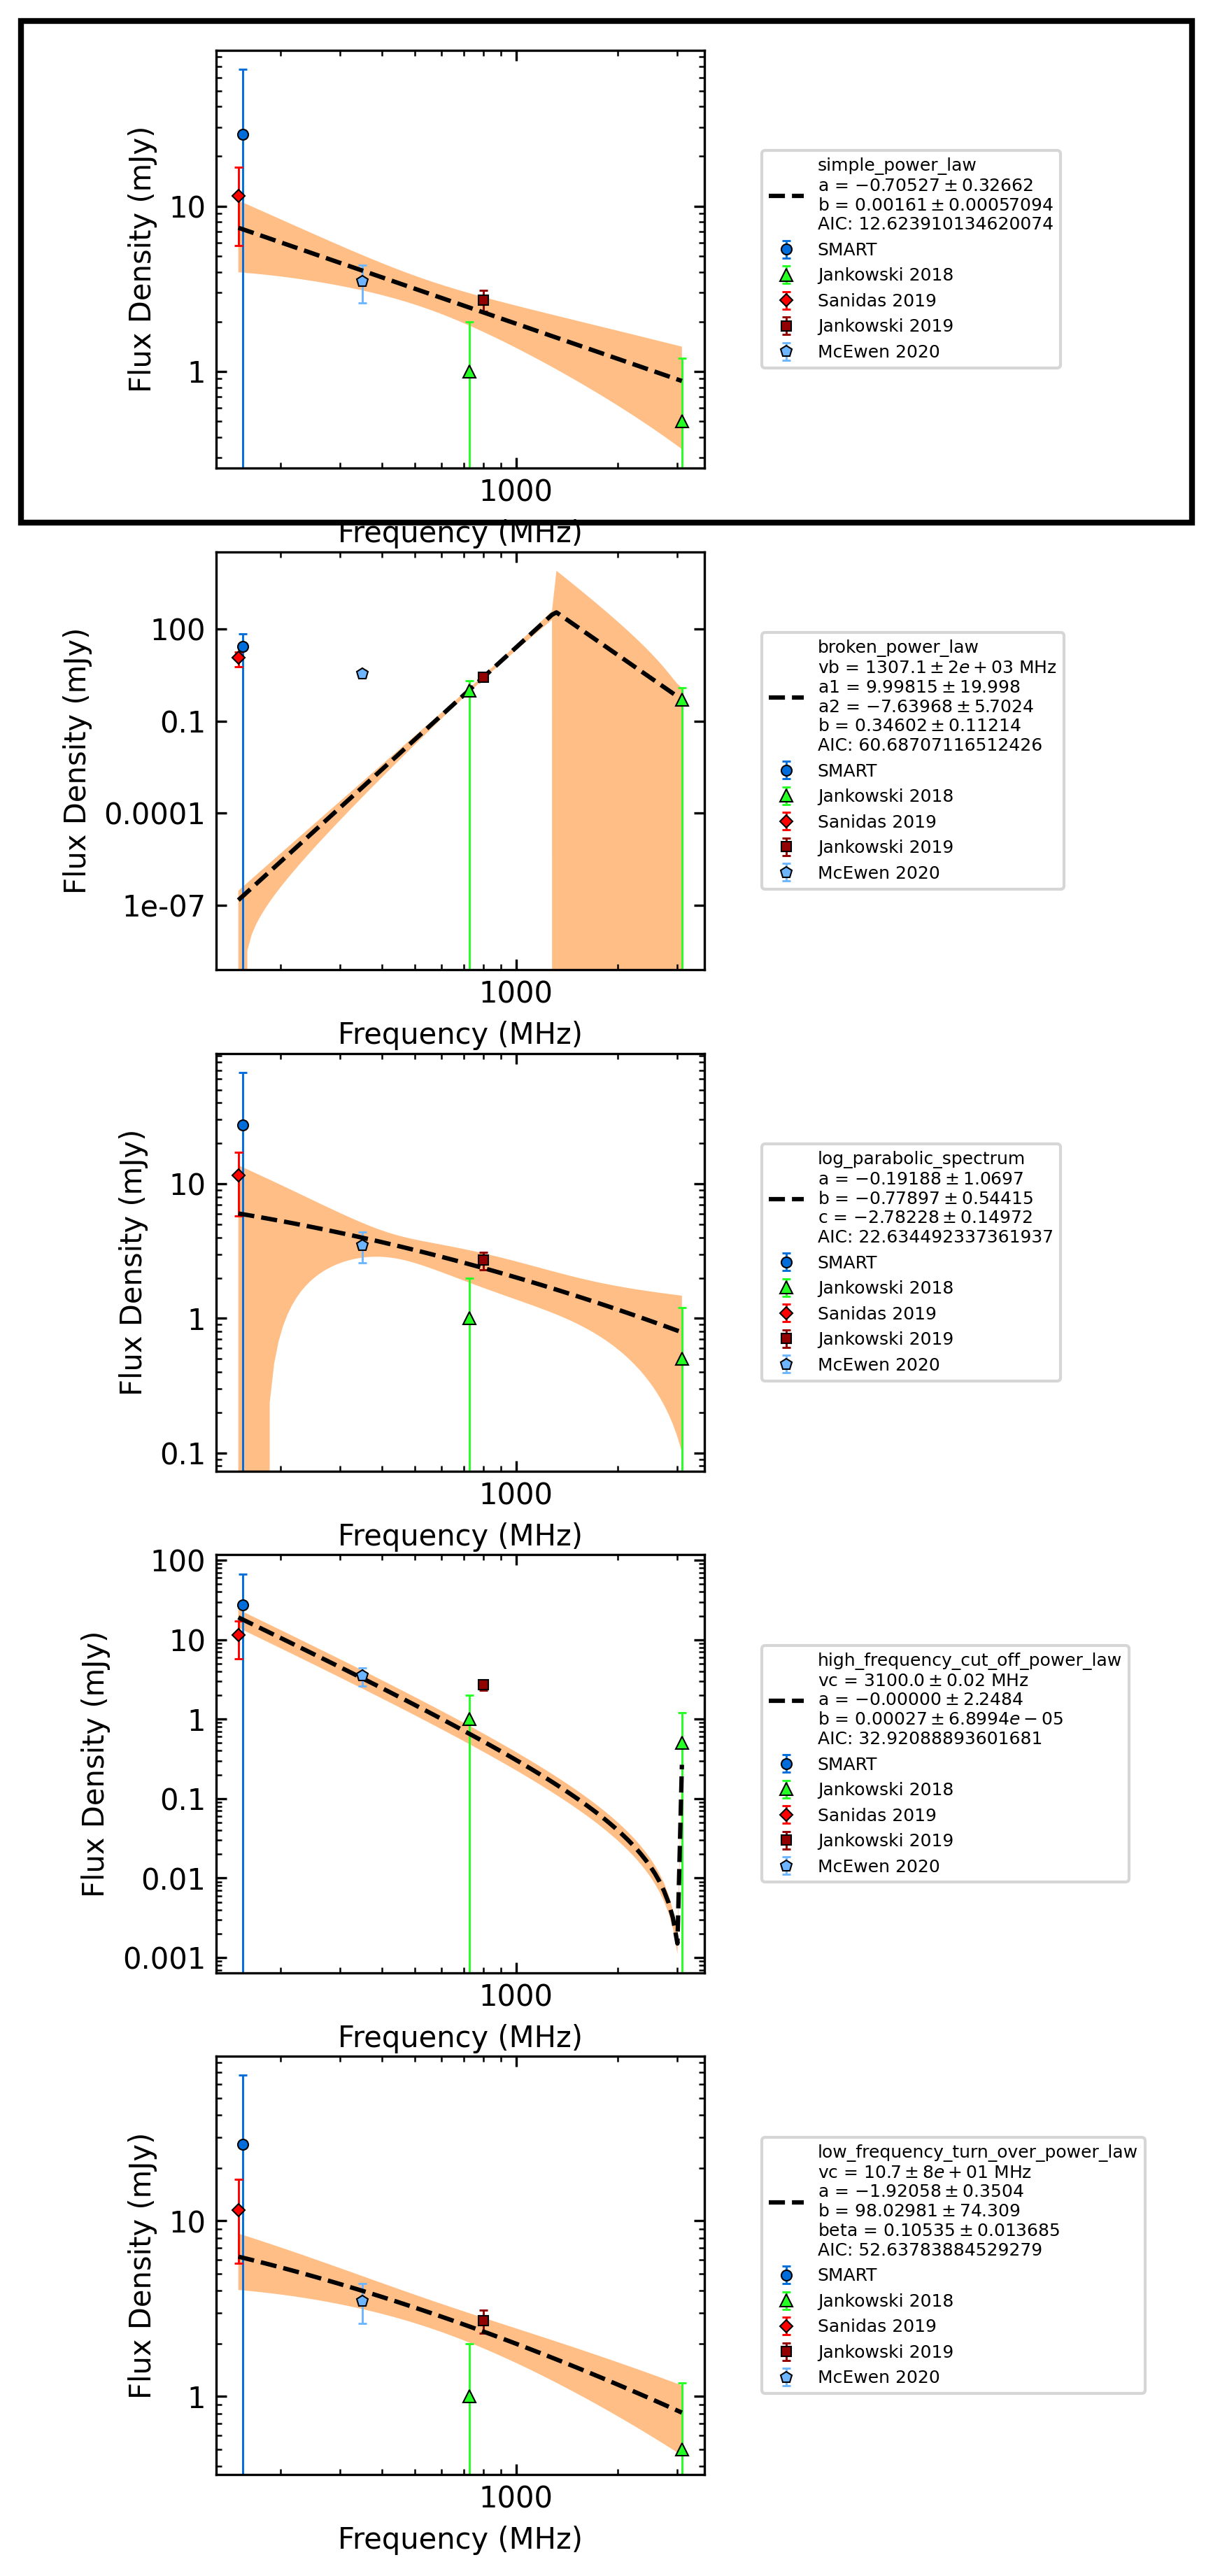 10
1
Flux Density (mJy)
1000
Frequency (MHz)
simple_power_law
a = −0.70527 ± 0.32662
b = 0.00161 ± 0.00057094
AIC: 12.623910134620074
SMART
Jankowski 2018
Sanidas 2019
Jankowski 2019
McEwen 2020
100
0.1
0.0001
1e-07
Flux Density (mJy)
1000
Frequency (MHz)
broken_power_law
vb = 1307.1 ± 2e + 03 MHz
a1 = 9.99815 ± 19.998
a2 = −7.63968 ± 5.7024
b = 0.34602 ± 0.11214
AIC: 60.68707116512426
SMART
Jankowski 2018
Sanidas 2019
Jankowski 2019
McEwen 2020
10
1
0.1
Flux Density (mJy)
1000
Frequency (MHz)
log_parabolic_spectrum
a = −0.19188 ± 1.0697
b = −0.77897 ± 0.54415
c = −2.78228 ± 0.14972
AIC: 22.634492337361937
SMART
Jankowski 2018
Sanidas 2019
Jankowski 2019
McEwen 2020
100
10
1
0.1
0.01
0.001
Flux Density (mJy)
1000
Frequency (MHz)
high_frequency_cut_off_power_law
vc = 3100.0 ± 0.02 MHz
a = −0.00000 ± 2.2484
b = 0.00027 ± 6.8994e − 05
AIC: 32.92088893601681
SMART
Jankowski 2018
Sanidas 2019
Jankowski 2019
McEwen 2020
10
1
Flux Density (mJy)
1000
Frequency (MHz)
low_frequency_turn_over_power_law
vc = 10.7 ± 8e + 01 MHz
a = −1.92058 ± 0.3504
b = 98.02981 ± 74.309
beta = 0.10535 ± 0.013685
AIC: 52.63783884529279
SMART
Jankowski 2018
Sanidas 2019
Jankowski 2019
McEwen 2020